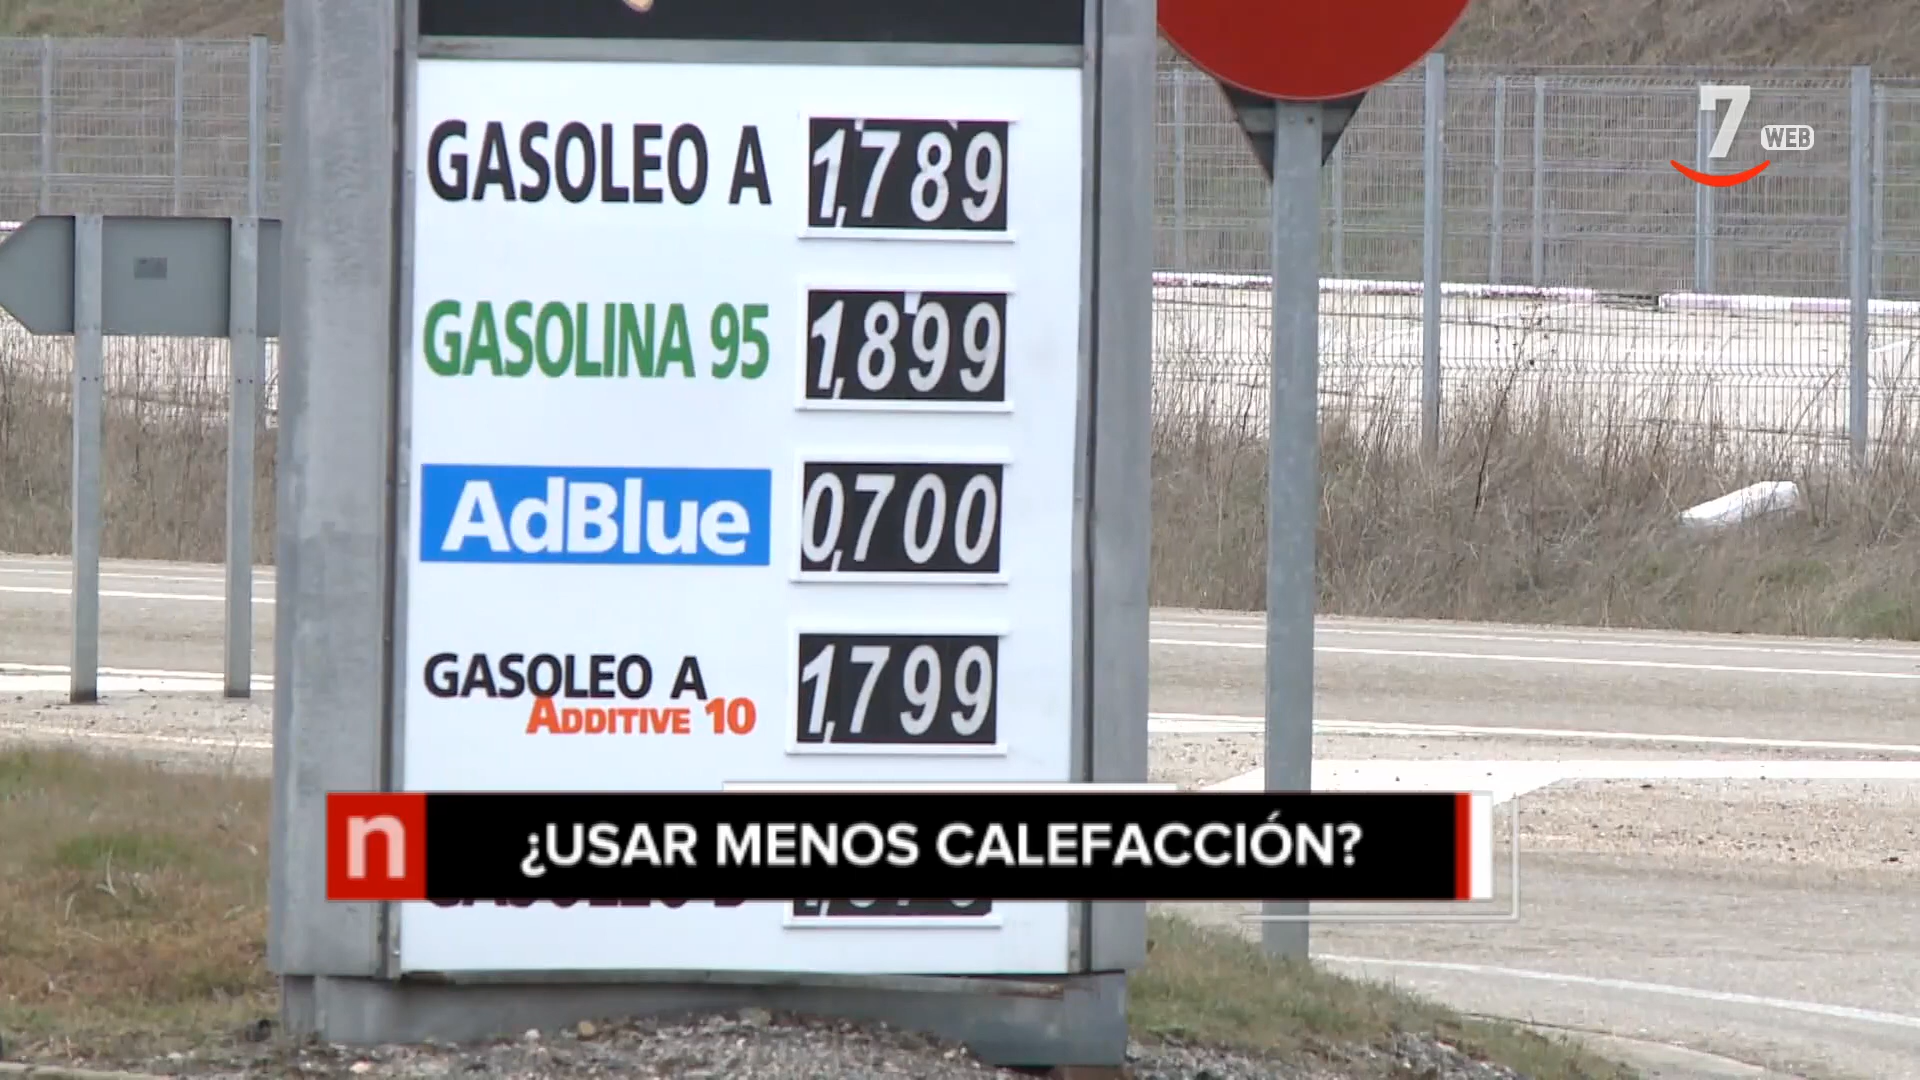 7 WEB
GASOLEO A 1,789
GASOLINA 95 1,899
AdBlue 0,700
GASOLEO A 1,799
ADDITIVE 10
n ¿USAR MENOS CALEFACCIÓN?